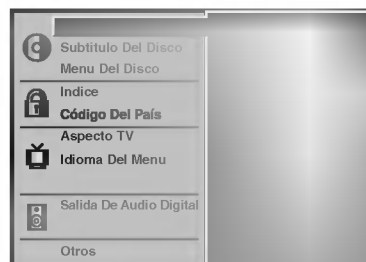 Subtitulo Del Disco
Menu Del Disco
Indice
Código Del País
Aspecto TV
Idioma Del Menu
Salida De Audio Digital
Otros